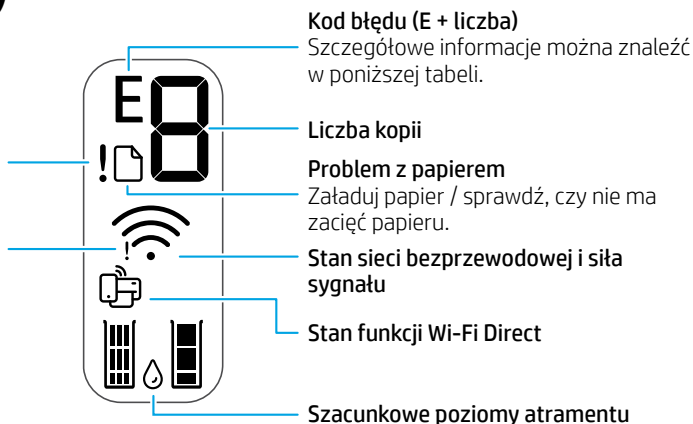 Kod błędu (E + liczba)
Szczegółowe informacje można znaleźć
w poniższej tabeli.
E 8
Liczba kopii
!
Problem z papierem
Załaduj papier / sprawdź, czy nie ma
zacięć papieru.
!
Stan sieci bezprzewodowej i siła
sygnału
Stan funkcji Wi-Fi Direct
Szacunkowe poziomy atramentu